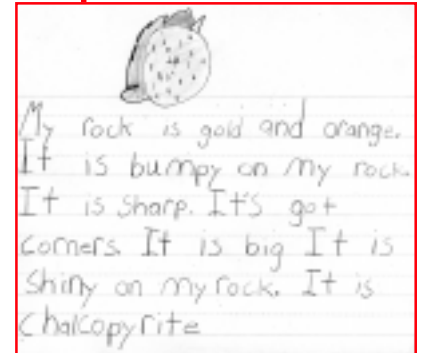 My rock is gold and orange.
It is bumpy on my rock.
It is sharp. It's got
corners. It is big It is
Shiny on my rock. It is
Chalcopyrite